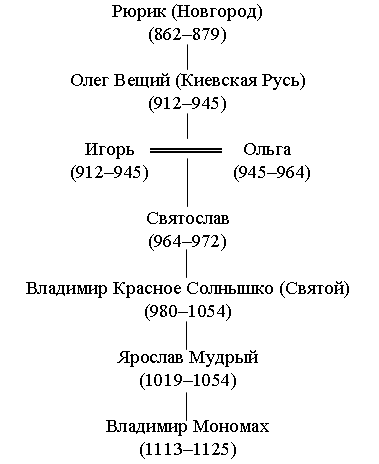 Рюрик (Новгород)
(862–879)
Олег Вещий (Киевская Русь)
(912–945)
Игорь Ольга
(912–945) (945–964)
Святослав
(964–972)
Владимир Красное Солнышко (Святой)
(980–1054)
Ярослав Мудрый
(1019–1054)
Владимир Мономах
(1113–1125)